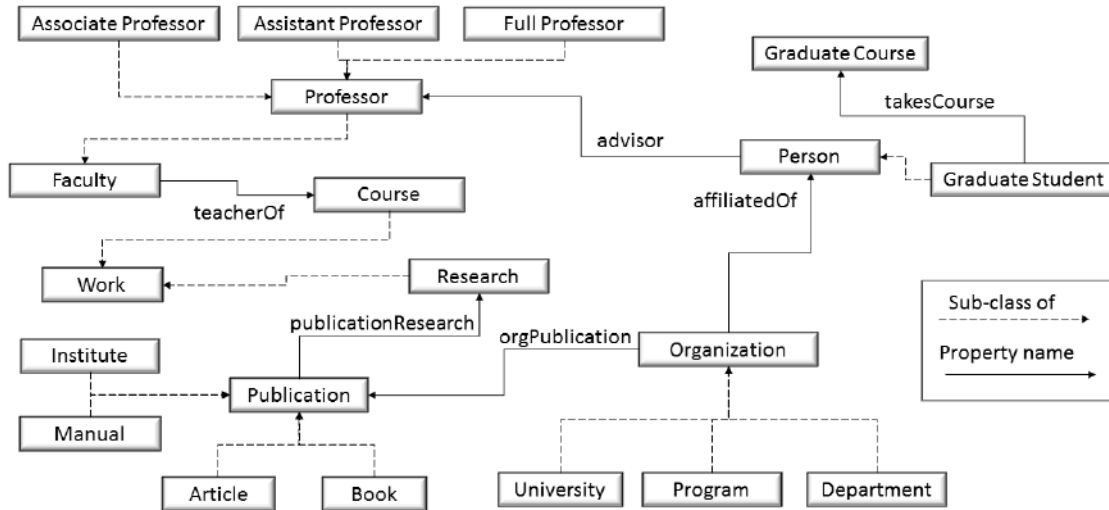 Associate Professor
Assistant Professor
Full Professor
Graduate Course
Professor
takesCourse
advisor
Person
Faculty
Graduate Student
Course
affiliatedOf
teacherOf
Work
Research
Sub-class of
publicationResearch
orgPublication
Institute
Organization
Property name
Publication
Manual
Article
Book
University
Program
Department